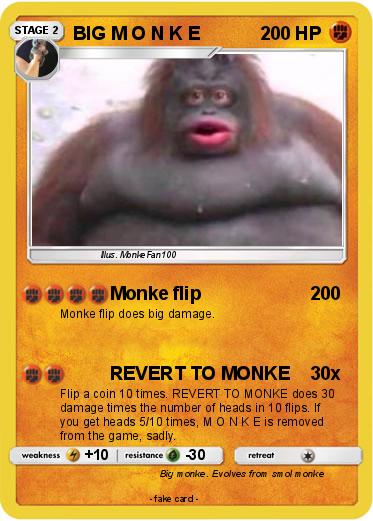 STAGE 2 BIG M O N K E 200 HP
Illus. Monke Fan100
Monke flip 200
Monke flip does big damage.
REVERT TO MONKE 30x
Flip a coin 10 times. REVERT TO MONKE does 30
damage times the number of heads in 10 flips. If
you get heads 5/10 times, M O N K E is removed
from the game, sadly.
weakness +10 resistance -30 retreat
Big monke. Evolves from smol monke
- fake card -